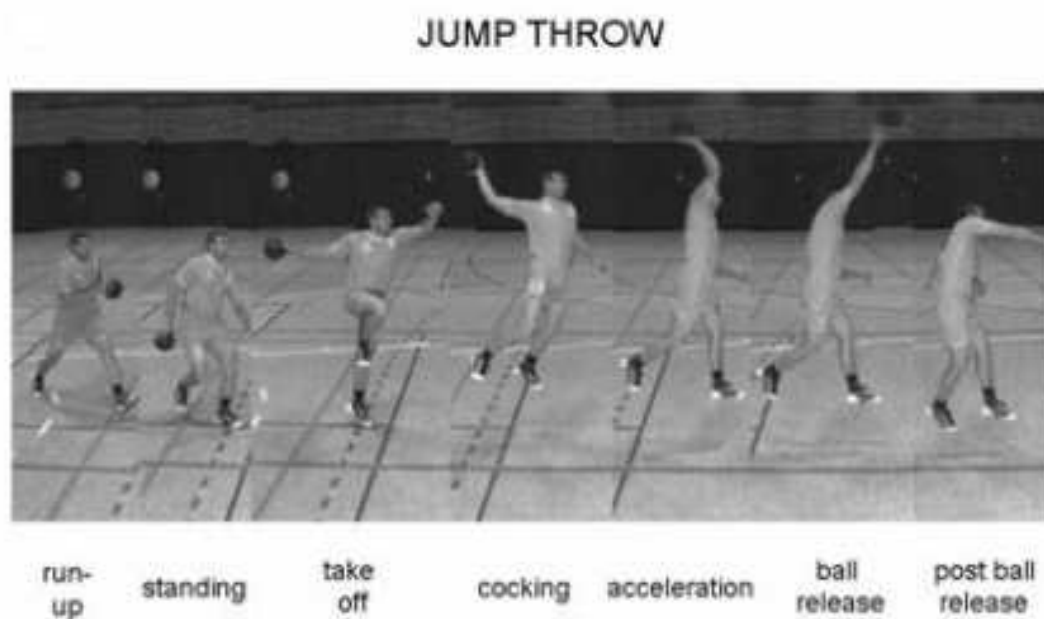 JUMP THROW
run-
up
standing
take
off
cocking
acceleration
ball
release
post ball
release